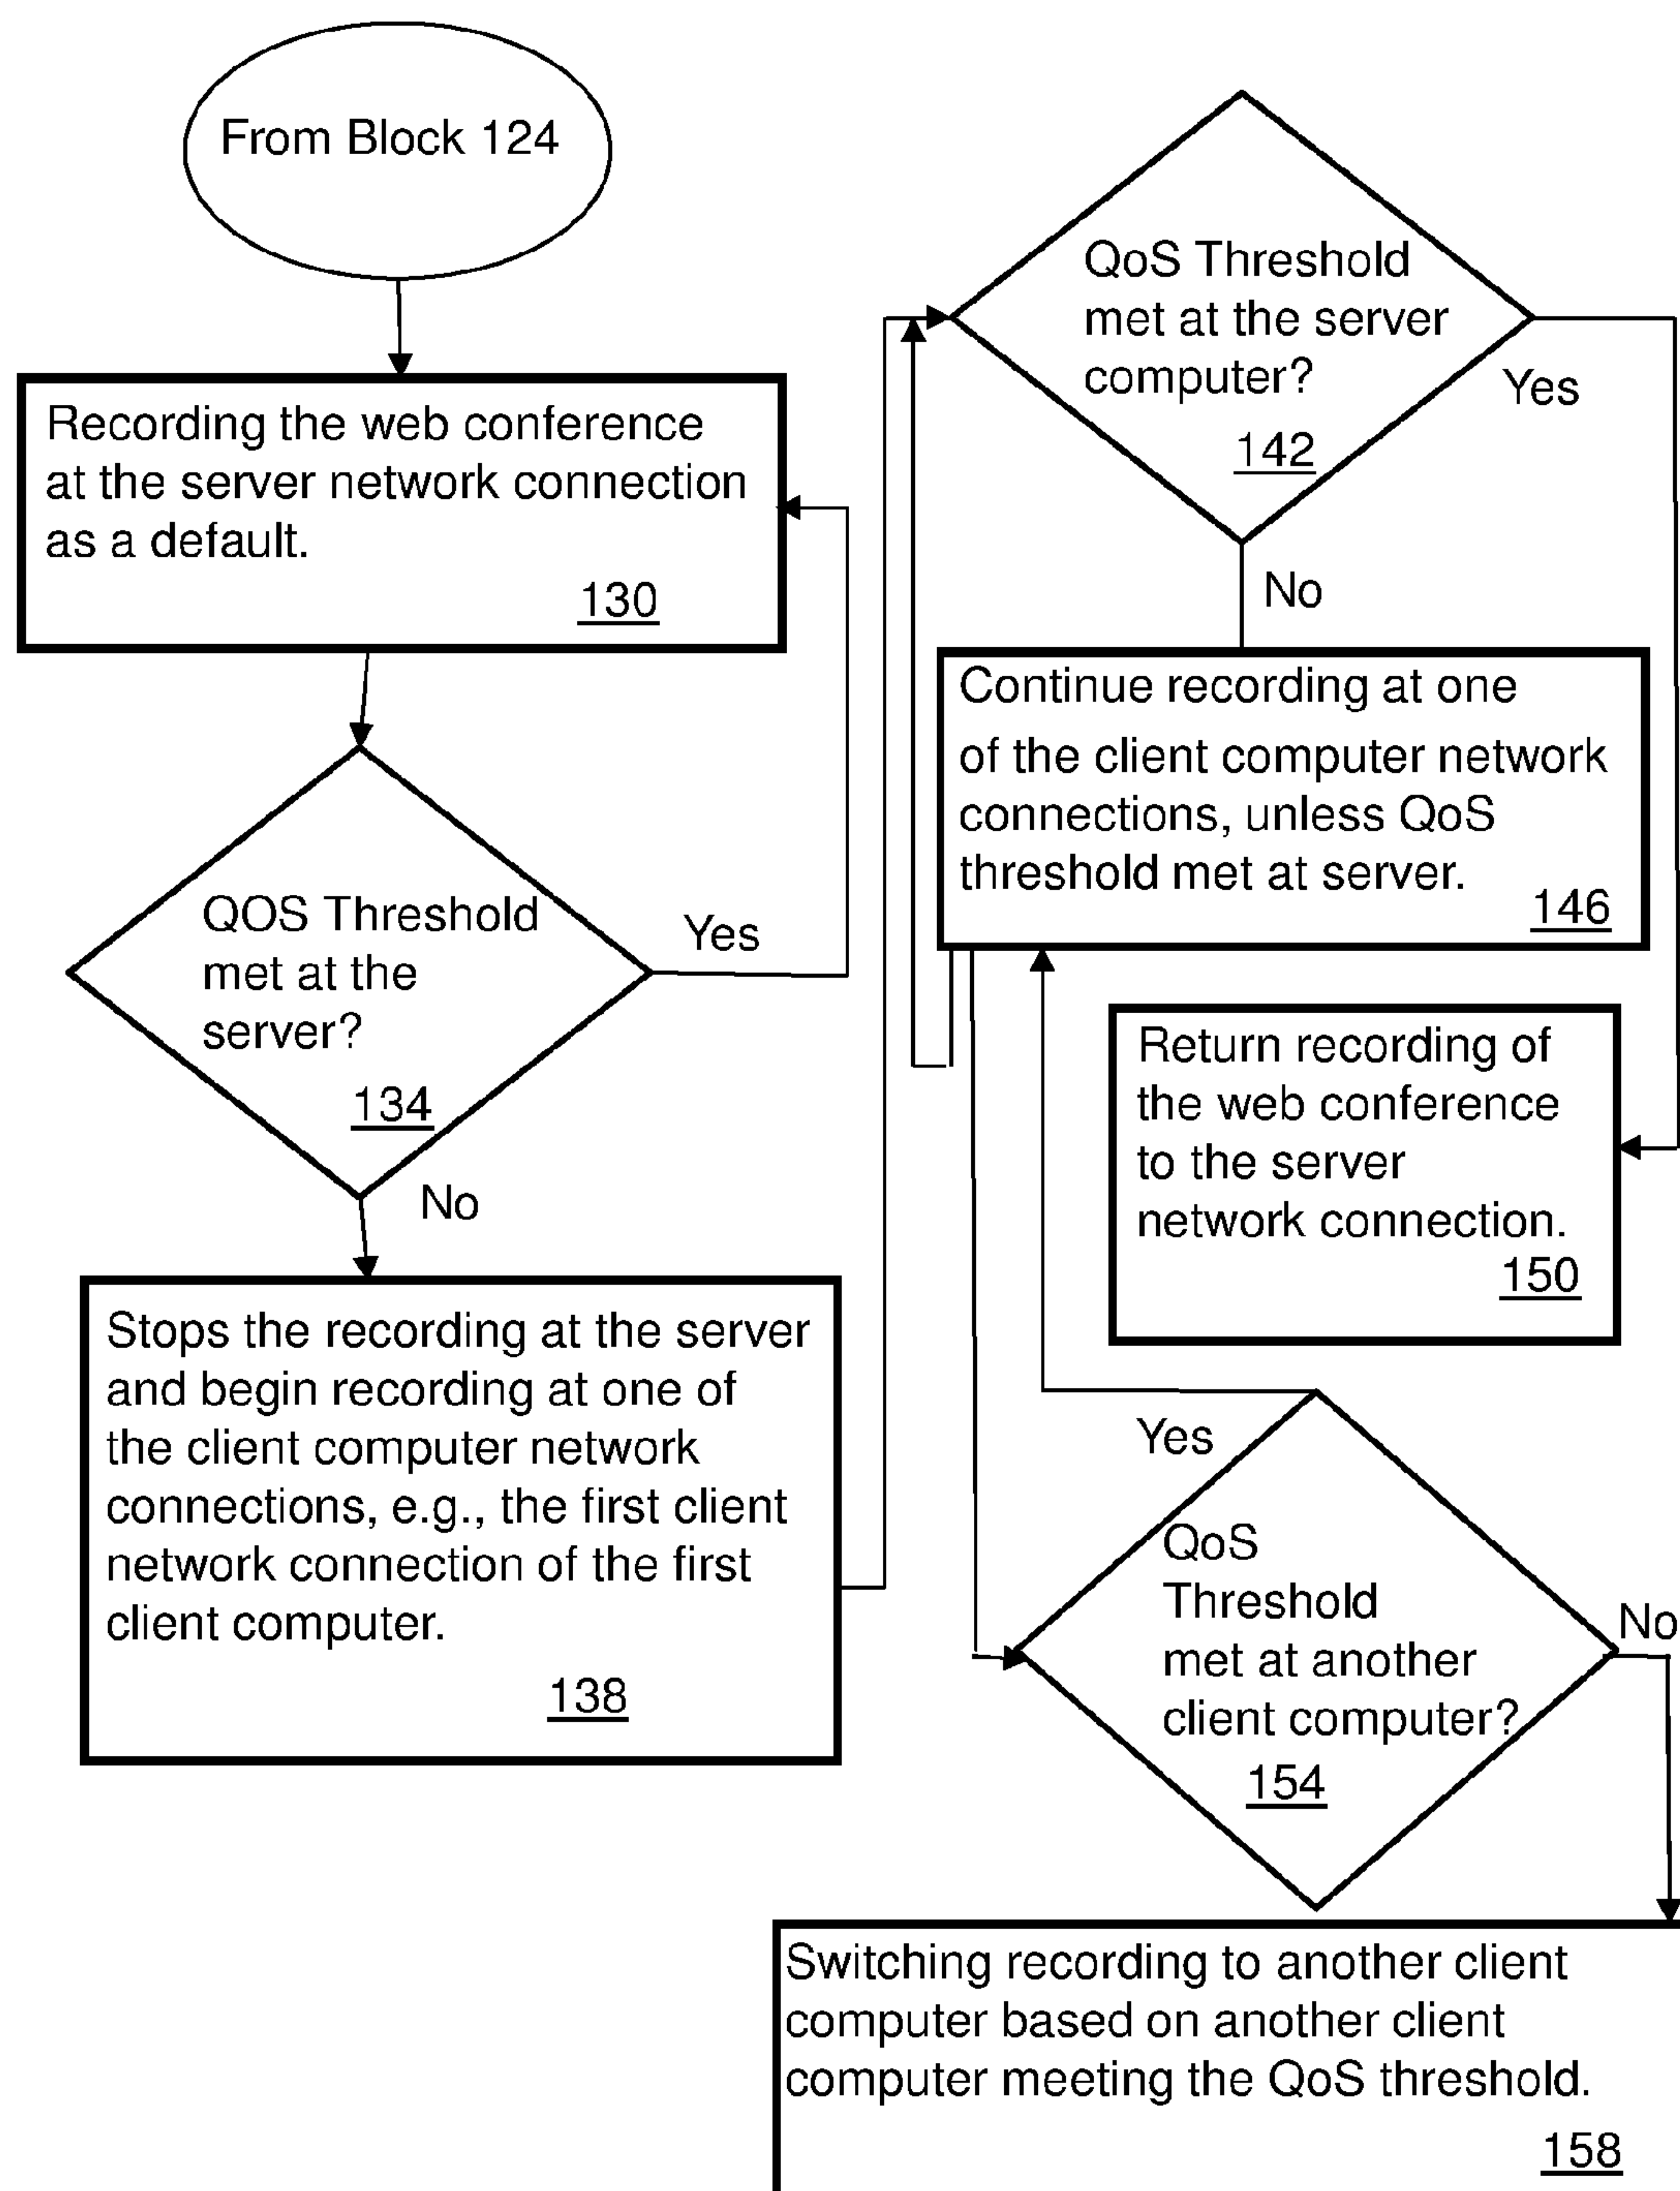 From Block 124
Recording the web conference
at the server network connection
as a default.
130
QOS Threshold
met at the
server?
134
Yes
No
Stops the recording at the server
and begin recording at one of
the client computer network
connections, e.g., the first client
network connection of the first
client computer.
138
QoS Threshold
met at the server
computer?
142
Yes
No
Continue recording at one
of the client computer network
connections, unless QoS
threshold met at server.
146
Return recording of
the web conference
to the server
network connection.
150
Yes
QoS
Threshold
met at another
client computer?
154
No
Switching recording to another client
computer based on another client
computer meeting the QoS threshold.
158